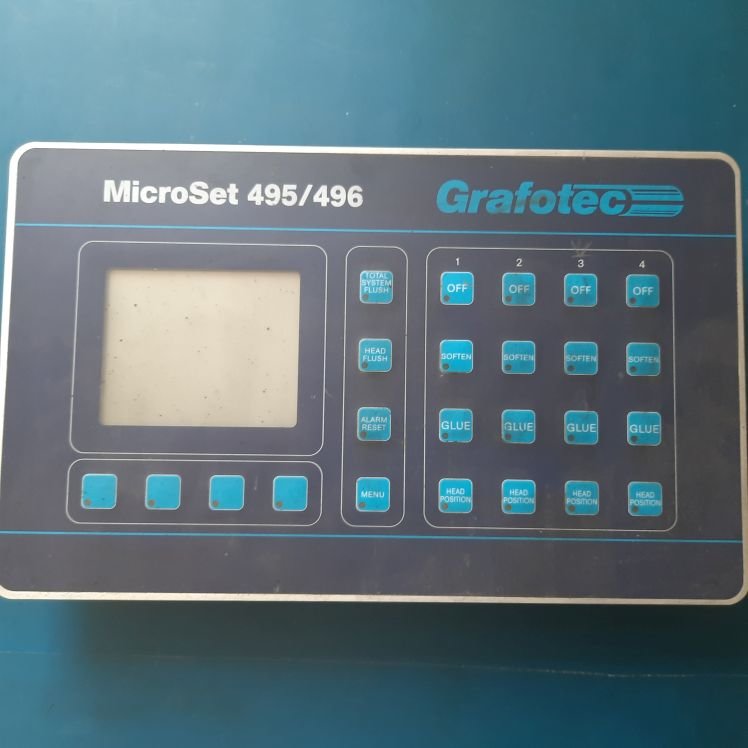 MicroSet 495/496
Grafotec
TOTAL
SYSTEM
FLUSH
HEAD
FLUSH
ALARM
RESET
MENU
1 2 3 4
OFF OFF OFF OFF
SOFTEN SOFTEN SOFTEN SOFTEN
GLUE GLUE GLUE GLUE
HEAD HEAD HEAD HEAD
POSITION POSITION POSITION POSITION